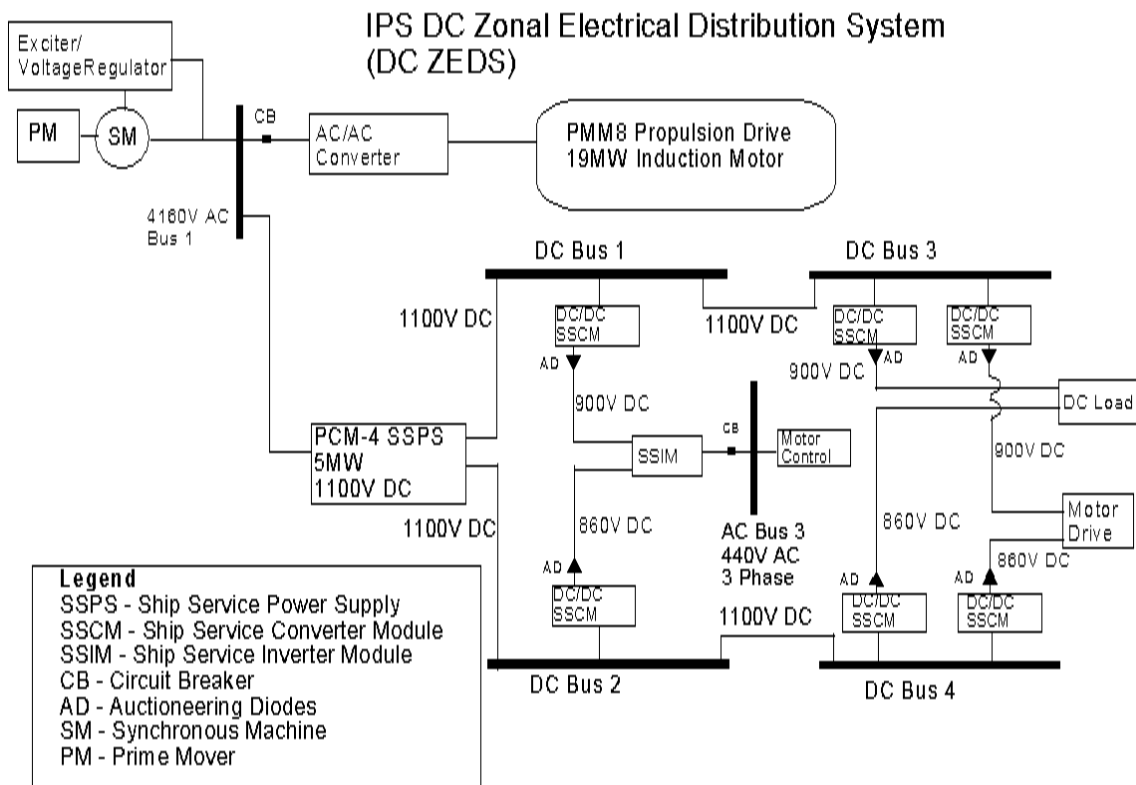 IPS DC Zonal Electrical Distribution System
(DC ZEDS)
Exciter/
VoltageRegulator
PM
SM
CB
AC/AC
Converter
PMM8 Propulsion Drive
19MW Induction Motor
4160V AC
Bus 1
DC Bus 1
DC Bus 3
1100V DC
DC/DC
SSCM
1100V DC
DC/DC
SSCM
DC/DC
SSCM
AD
AD
AD
900V DC
900V DC
DC Load
PCM-4 SSPS
5MW
1100V DC
SSIM
CB
Motor
Control
900V DC
1100V DC
860V DC
AC Bus 3
440V AC
3 Phase
860V DC
Motor
Drive
860V DC
AD
AD
AD
DC/DC
SSCM
1100V DC
DC/DC
SSCM
DC/DC
SSCM
DC Bus 2
DC Bus 4
Legend
SSPS - Ship Service Power Supply
SSCM - Ship Service Converter Module
SSIM - Ship Service Inverter Module
CB - Circuit Breaker
AD - Auctioneering Diodes
SM - Synchronous Machine
PM - Prime Mover